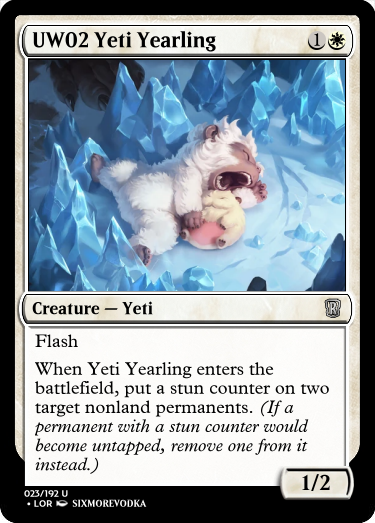 UW02 Yeti Yearling 1
Creature — Yeti
Flash
When Yeti Yearling enters the
battlefield, put a stun counter on two
target nonland permanents. (If a
permanent with a stun counter would
become untapped, remove one from it
instead.)
1/2
023/192 U
• LOR SIXMOREVODKA